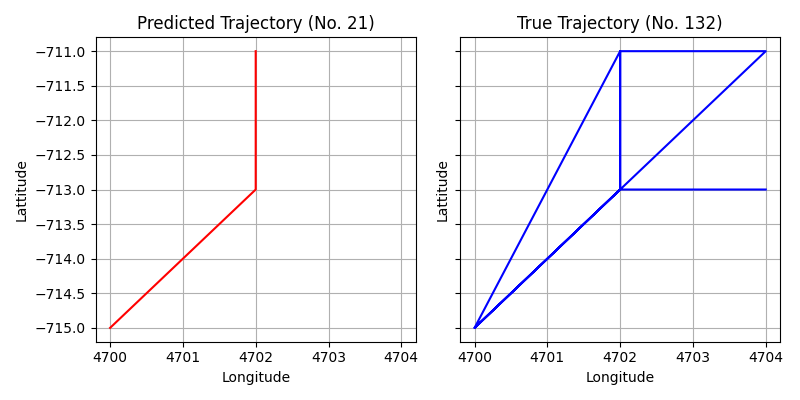 Predicted Trajectory (No. 21)
−711.0
−711.5
−712.0
−712.5
−713.0
−713.5
−714.0
−714.5
−715.0
Lattitude
4700 4701 4702 4703 4704
Longitude
True Trajectory (No. 132)
Lattitude
4700 4701 4702 4703 4704
Longitude